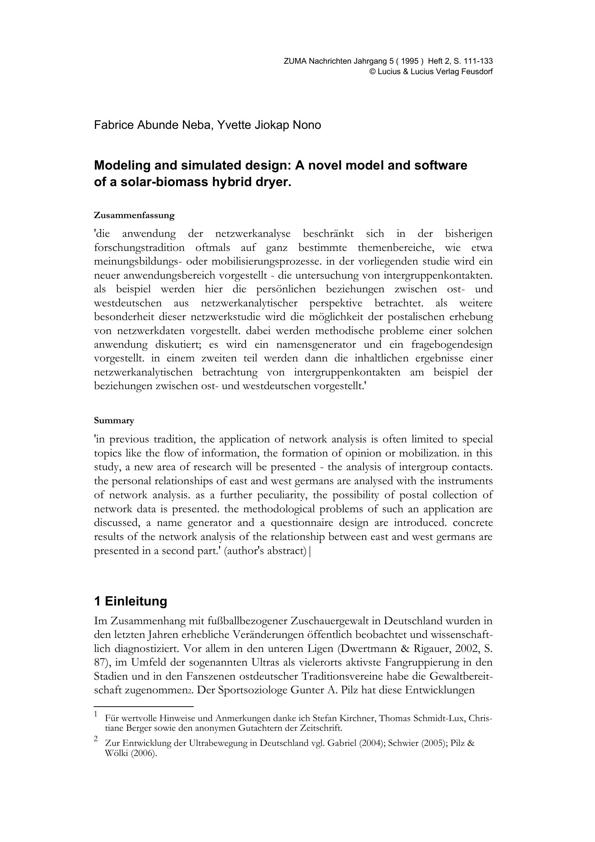 ZUMA Nachrichten Jahrgang 5 ( 1995 ) Heft 2, S. 111-133
© Lucius & Lucius Verlag Feusdorf
Fabrice Abunde Neba, Yvette Jiokap Nono
Modeling and simulated design: A novel model and software
of a solar-biomass hybrid dryer.
Zusammenfassung
'die anwendung der netzwerkanalyse beschränkt sich in der bisherigen
forschungstradition oftmals auf ganz bestimmte themenbereiche, wie etwa
meinungsbildungs- oder mobilisierungsprozesse. in der vorliegenden studie wird ein
neuer anwendungsbereich vorgestellt - die untersuchung von intergruppenkontakten.
als beispiel werden hier die persönlichen beziehungen zwischen ost- und
westdeutschen aus netzwerkanalytischer perspektive betrachtet. als weitere
besonderheit dieser netzwerkstudie wird die möglichkeit der postalischen erhebung
von netzwerkdaten vorgestellt. dabei werden methodische probleme einer solchen
anwendung diskutiert; es wird ein namensgenerator und ein fragebogendesign
vorgestellt. in einem zweiten teil werden dann die inhaltlichen ergebnisse einer
netzwerkanalytischen betrachtung von intergruppenkontakten am beispiel der
beziehungen zwischen ost- und westdeutschen vorgestellt.'
Summary
'in previous tradition, the application of network analysis is often limited to special
topics like the flow of information, the formation of opinion or mobilization. in this
study, a new area of research will be presented - the analysis of intergroup contacts.
the personal relationships of east and west germans are analysed with the instruments
of network analysis. as a further peculiarity, the possibility of postal collection of
network data is presented. the methodological problems of such an application are
discussed, a name generator and a questionnaire design are introduced. concrete
results of the network analysis of the relationship between east and west germans are
presented in a second part.' (author's abstract)|
1 Einleitung
Im Zusammenhang mit fußballbezogener Zuschauergewalt in Deutschland wurden in
den letzten Jahren erhebliche Veränderungen öffentlich beobachtet und wissenschaft-
lich diagnostiziert. Vor allem in den unteren Ligen (Dwertmann & Rigauer, 2002, S.
87), im Umfeld der sogenannten Ultras als vielerorts aktivste Fangruppierung in den
Stadien und in den Fanszenen ostdeutscher Traditionsvereine habe die Gewaltbereit-
schaft zugenommen2. Der Sportsoziologe Gunter A. Pilz hat diese Entwicklungen
1 Für wertvolle Hinweise und Anmerkungen danke ich Stefan Kirchner, Thomas Schmidt-Lux, Chris-
tiane Berger sowie den anonymen Gutachtern der Zeitschrift.
2 Zur Entwicklung der Ultrabewegung in Deutschland vgl. Gabriel (2004); Schwier (2005); Pilz &
Wölki (2006).